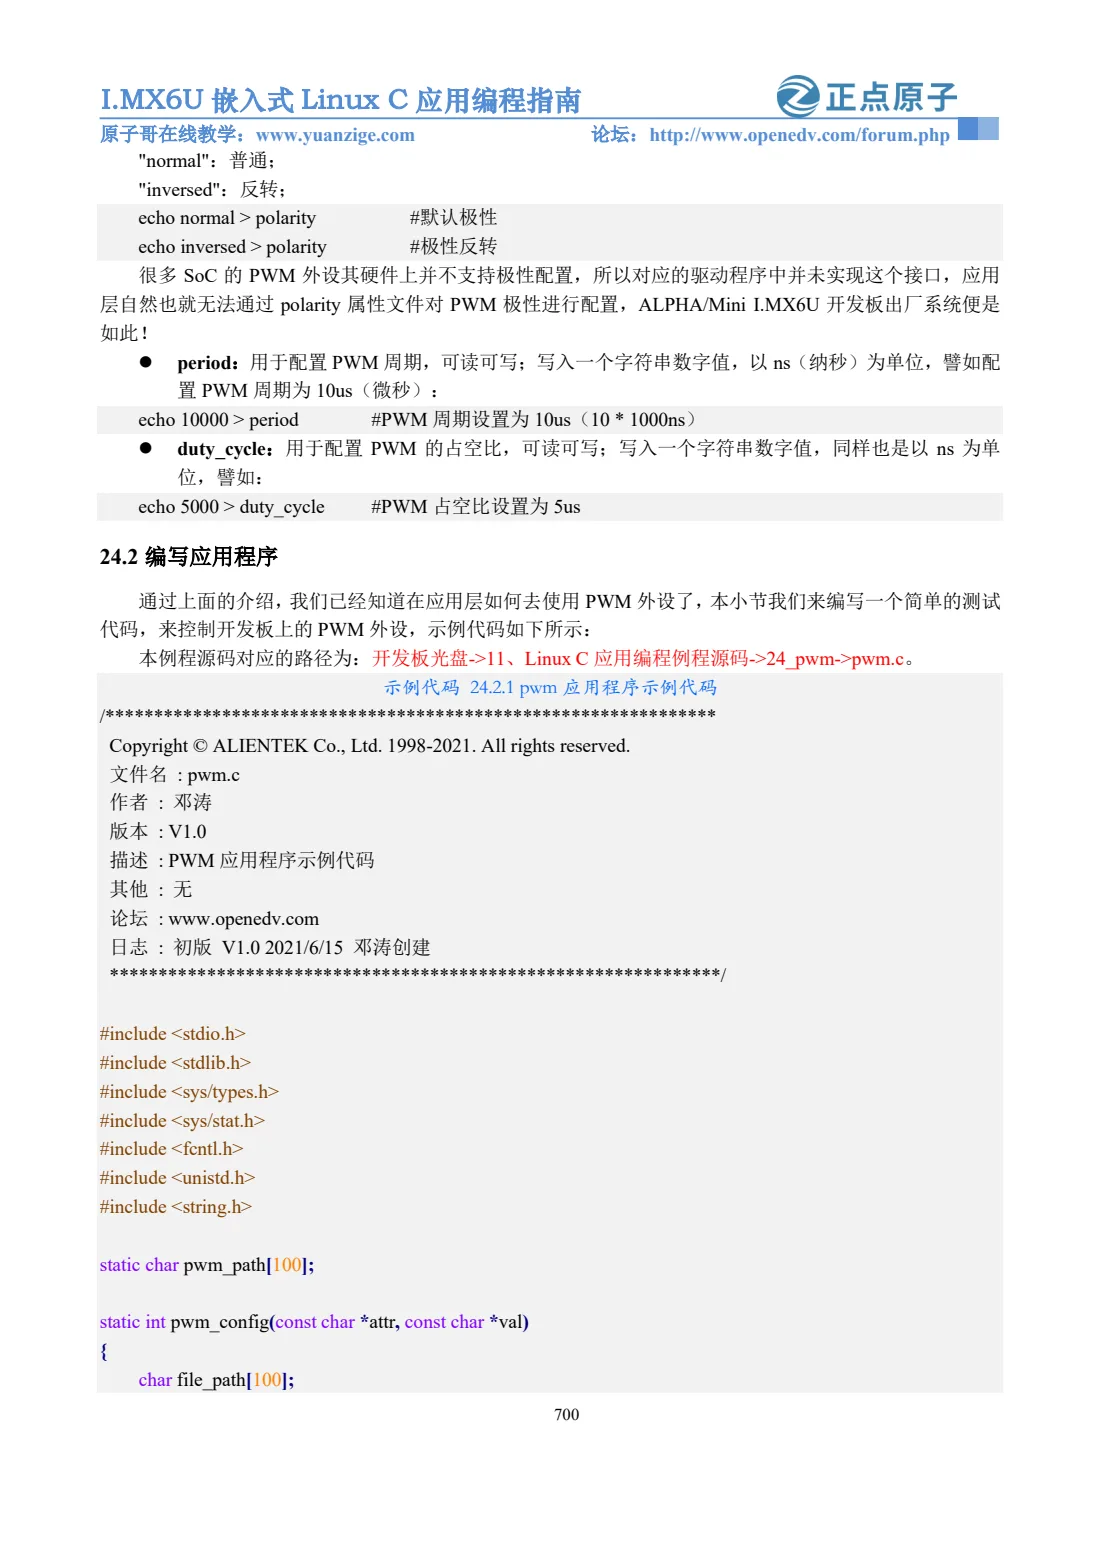 I.MX6U 嵌入式 Linux C 应用编程指南
正点原子
原子哥在线教学：www.yuanzige.com 论坛：http://www.openedv.com/forum.php
"normal"：普通；
"inversed"：反转；
echo normal > polarity #默认极性
echo inversed > polarity #极性反转
很多 SoC 的 PWM 外设其硬件上并不支持极性配置，所以对应的驱动程序中并未实现这个接口，应用
层自然也就无法通过 polarity 属性文件对 PWM 极性进行配置，ALPHA/Mini I.MX6U 开发板出厂系统便是
如此！
● period：用于配置 PWM 周期，可读可写；写入一个字符串数字值，以 ns（纳秒）为单位，譬如配
置 PWM 周期为 10us（微秒）：
echo 10000 > period #PWM 周期设置为 10us（10 * 1000ns）
● duty_cycle：用于配置 PWM 的占空比，可读可写；写入一个字符串数字值，同样也是以 ns 为单
位，譬如：
echo 5000 > duty_cycle #PWM 占空比设置为 5us
24.2 编写应用程序
通过上面的介绍，我们已经知道在应用层如何去使用 PWM 外设了，本小节我们来编写一个简单的测试
代码，来控制开发板上的 PWM 外设，示例代码如下所示：
本例程源码对应的路径为：开发板光盘->11、Linux C 应用编程例程源码->24_pwm->pwm.c。
示例代码 24.2.1 pwm 应用程序示例代码
/***************************************************************
Copyright © ALIENTEK Co., Ltd. 1998-2021. All rights reserved.
文件名 : pwm.c
作者 : 邓涛
版本 : V1.0
描述 : PWM 应用程序示例代码
其他 : 无
论坛 : www.openedv.com
日志 : 初版 V1.0 2021/6/15 邓涛创建
***************************************************************/
#include <stdio.h>
#include <stdlib.h>
#include <sys/types.h>
#include <sys/stat.h>
#include <fcntl.h>
#include <unistd.h>
#include <string.h>
static char pwm_path[100];
static int pwm_config(const char *attr, const char *val)
{
char file_path[100];
700